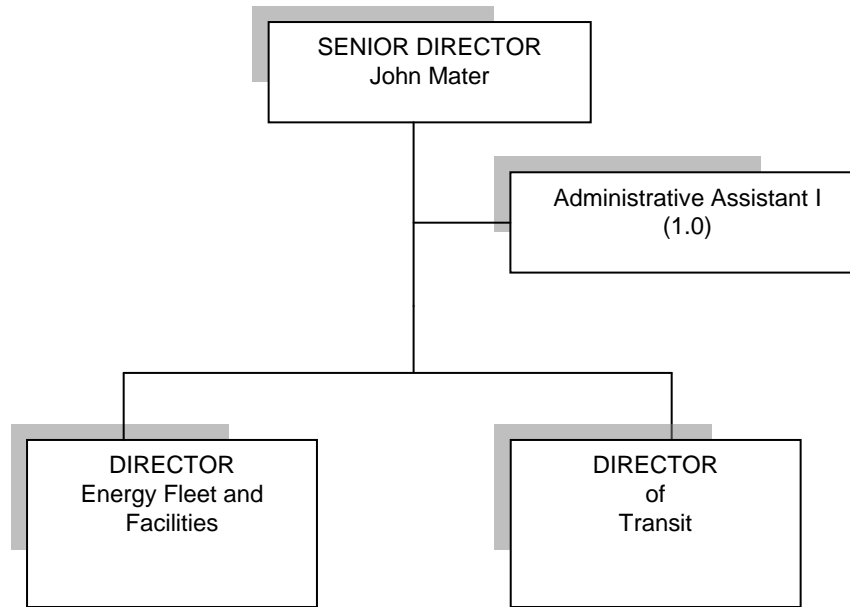 SENIOR DIRECTOR
John Mater
Administrative Assistant I
(1.0)
DIRECTOR
Energy Fleet and
Facilities
DIRECTOR
of
Transit